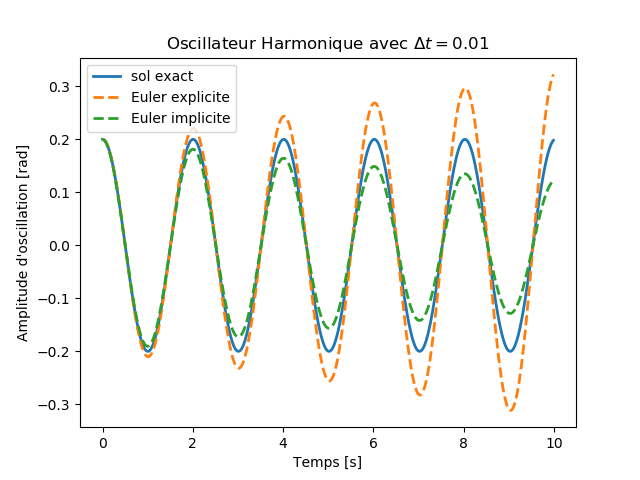 Oscillateur Harmonique avec Δt = 0.01
sol exact
Euler explicite
Euler implicite
Amplitude d'oscillation [rad]
0.3
0.2
0.1
0.0
−0.1
−0.2
−0.3
0 2 4 6 8 10
Temps [s]